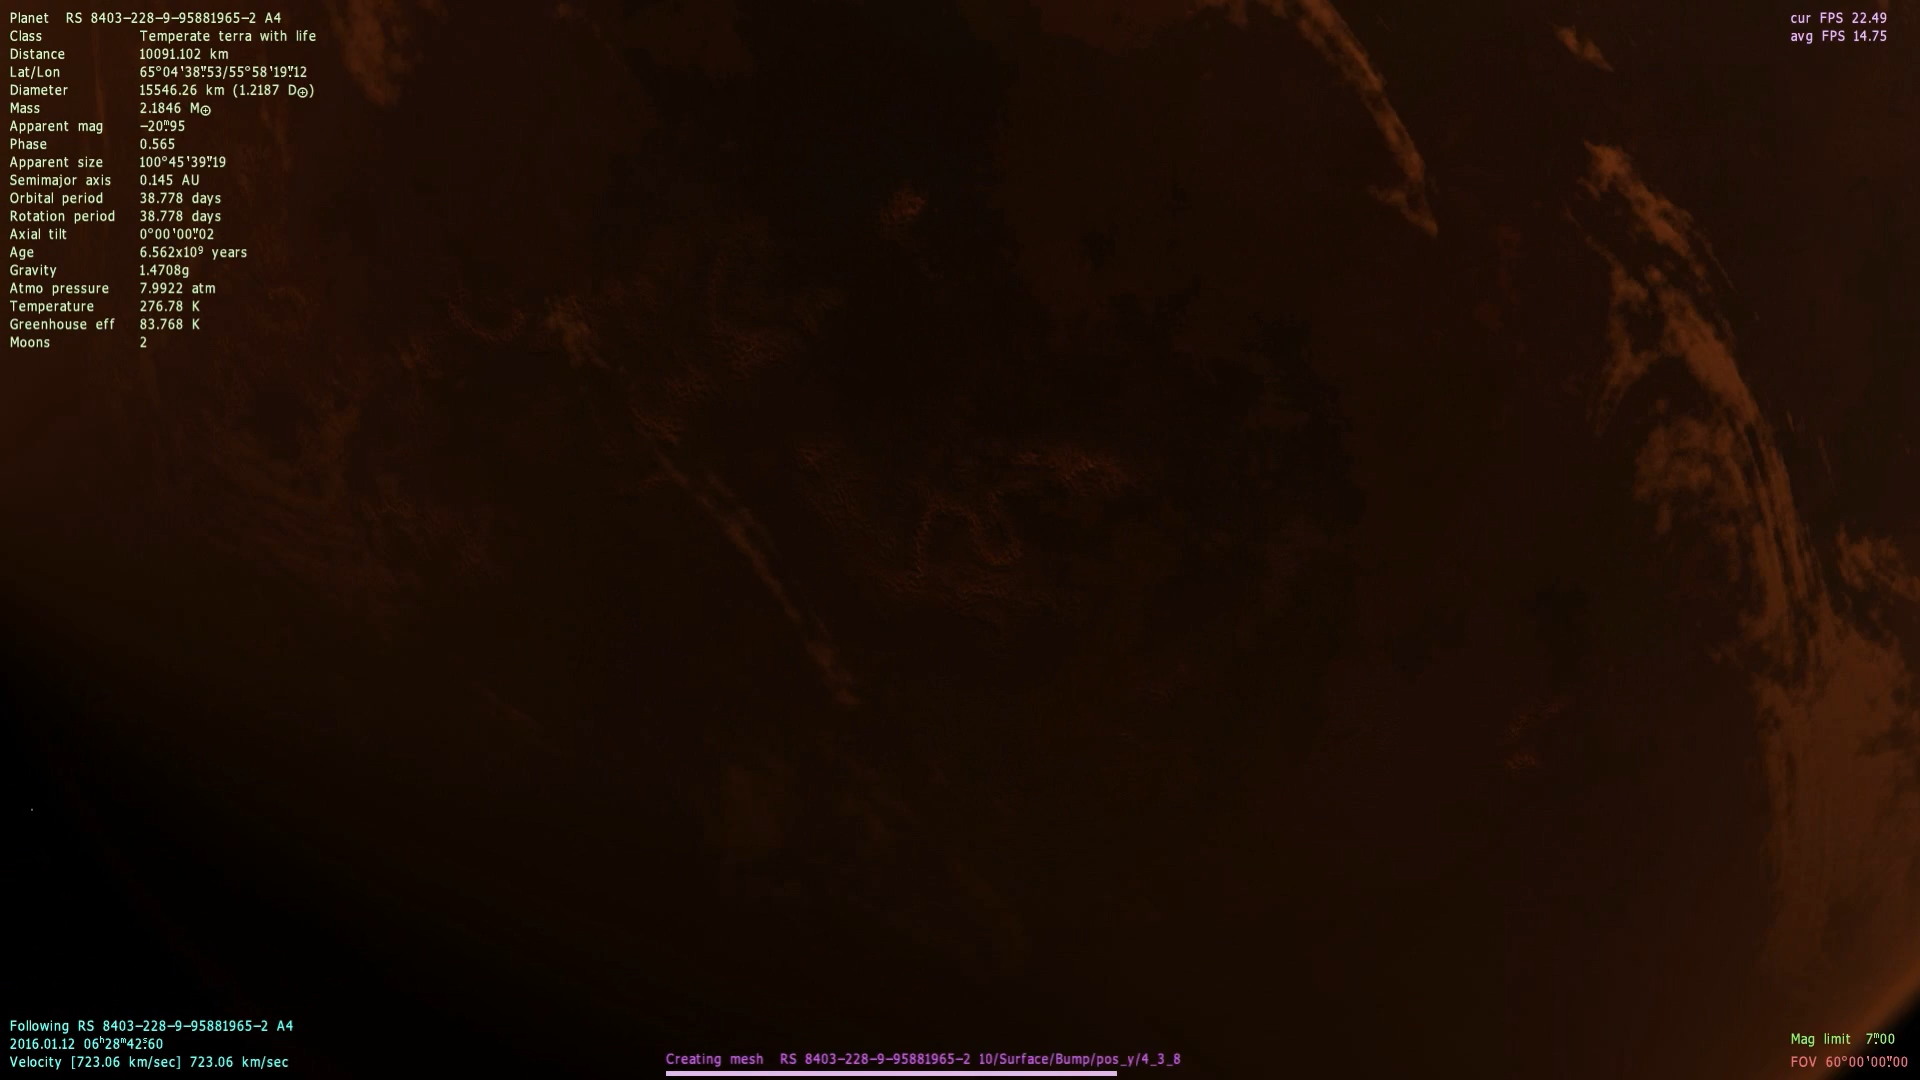 Planet RS 8403-228-9-95881965-2 A4
Class Temperate terra with life
Distance 10091.102 km
Lat/Lon 65°04'38"53/55°58'19"12
Diameter 15546.26 km (1.2187 D⊕)
Mass 2.1846 M⊕
Apparent mag −20ᵐ95
Phase 0.565
Apparent size 100°45'39"19
Semimajor axis 0.145 AU
Orbital period 38.778 days
Rotation period 38.778 days
Axial tilt 0°00'00"02
Age 6.562x10⁹ years
Gravity 1.4708g
Atmo pressure 7.9922 atm
Temperature 276.78 K
Greenhouse eff 83.768 K
Moons 2
cur FPS 22.49
avg FPS 14.75
Following RS 8403-228-9-95881965-2 A4
2016.01.12 06ʰ28ᵐ42ˢ60
Velocity [723.06 km/sec] 723.06 km/sec
Creating mesh RS 8403-228-9-95881965-2 10/Surface/Bump/pos_y/4_3_8
Mag limit 7ᵐ00
FOV 60°00'00"00